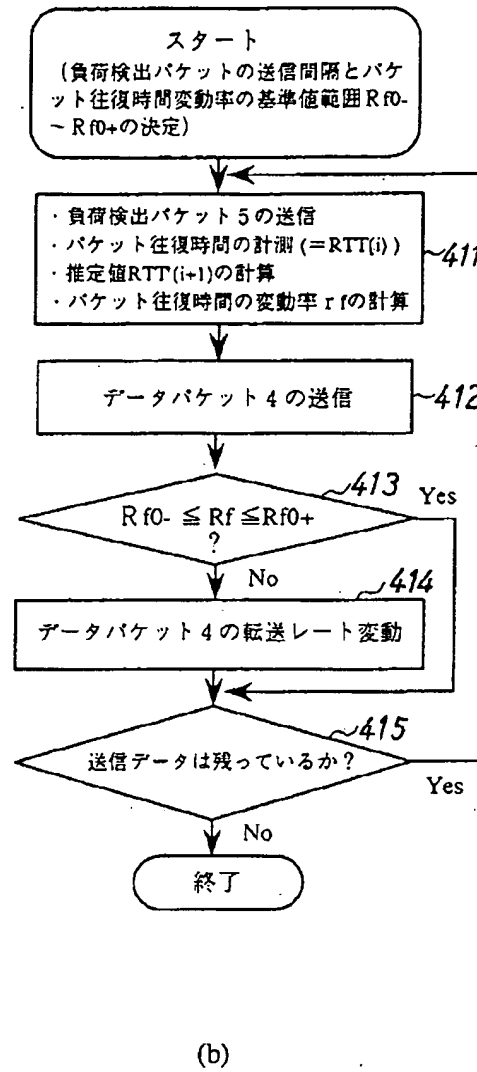 スタート
（負荷検出パケットの送信間隔とパケ
ット往復時間変動率の基準値範囲Rf0-
～Rf0+の決定）
・負荷検出パケット5の送信
・パケット往復時間の計測(＝RTT(i))
・推定値RTT'(i+1)の計算
・パケット往復時間の変動率rfの計算
411
データパケット4の送信
412
413
Rf0- ≦ Rf ≦Rf0+
?
Yes
No
414
データパケット4の転送レート変動
415
送信データは残っているか？
Yes
No
終了
(b)